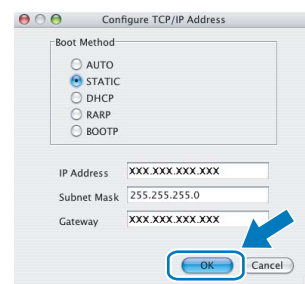 Configure TCP/IP Address
Boot Method
AUTO
STATIC
DHCP
RARP
BOOTP
IP Address XXX.XXX.XXX.XXX
Subnet Mask 255.255.255.0
Gateway XXX.XXX.XXX.XXX
OK Cancel